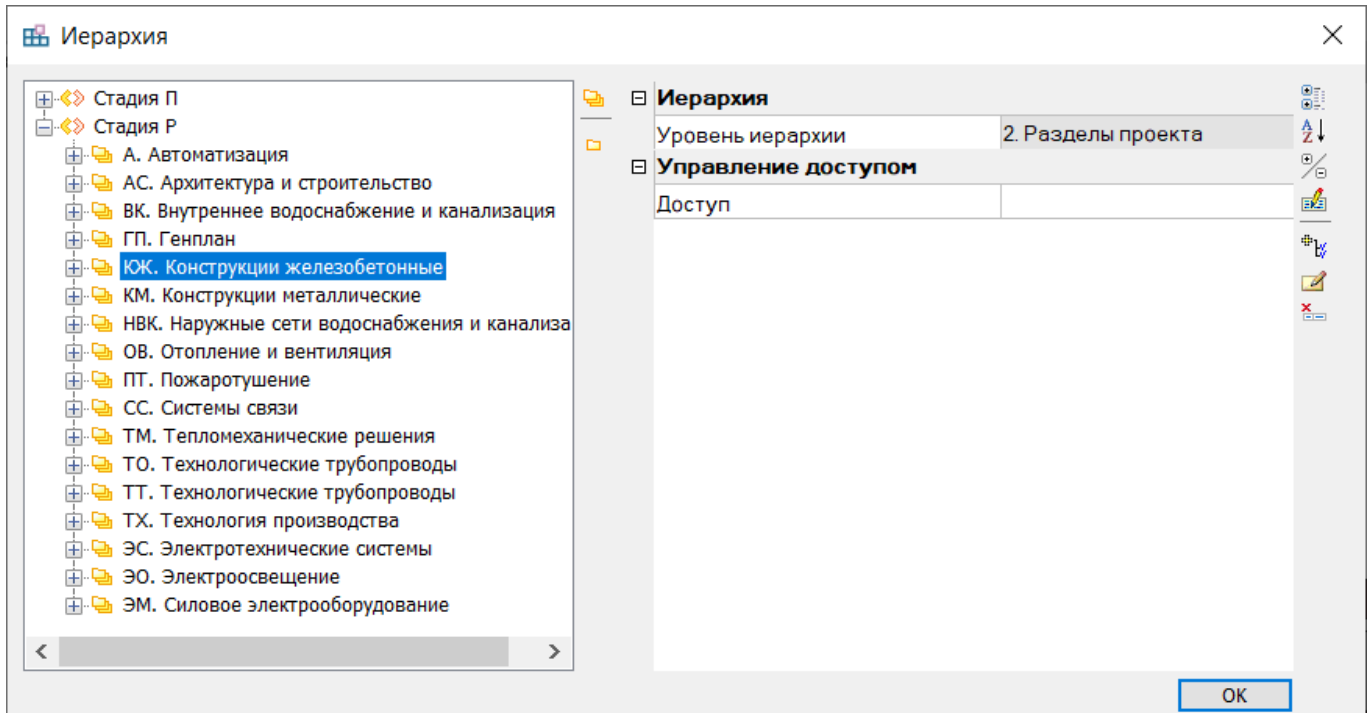 Иерархия
Стадия П
Стадия Р
А. Автоматизация
АС. Архитектура и строительство
ВК. Внутреннее водоснабжение и канализация
ГП. Генплан
КЖ. Конструкции железобетонные
КМ. Конструкции металлические
НВК. Наружные сети водоснабжения и канализа
ОВ. Отопление и вентиляция
ПТ. Пожаротушение
СС. Системы связи
ТМ. Тепломеханические решения
ТО. Технологические трубопроводы
ТТ. Технологические трубопроводы
ТХ. Технология производства
ЭС. Электротехнические системы
ЭО. Электроосвещение
ЭМ. Силовое электрооборудование
Иерархия
Уровень иерархии 2. Разделы проекта
Управление доступом
Доступ
ОК